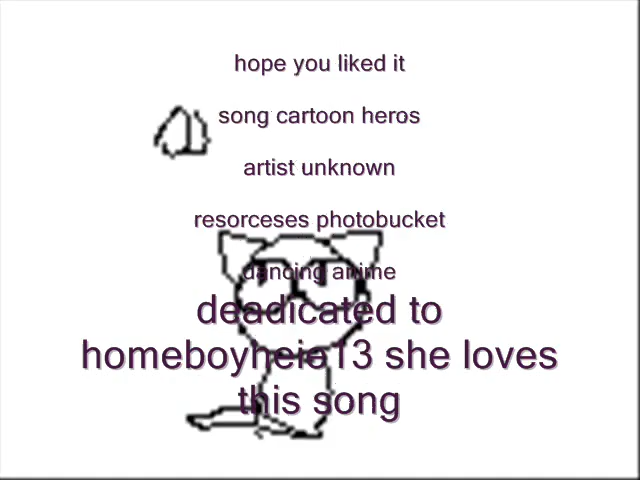 hope you liked it
song cartoon heros
artist unknown
resorceses photobucket
dancing anime
deadicated to
homeboyheie13 she loves
this song